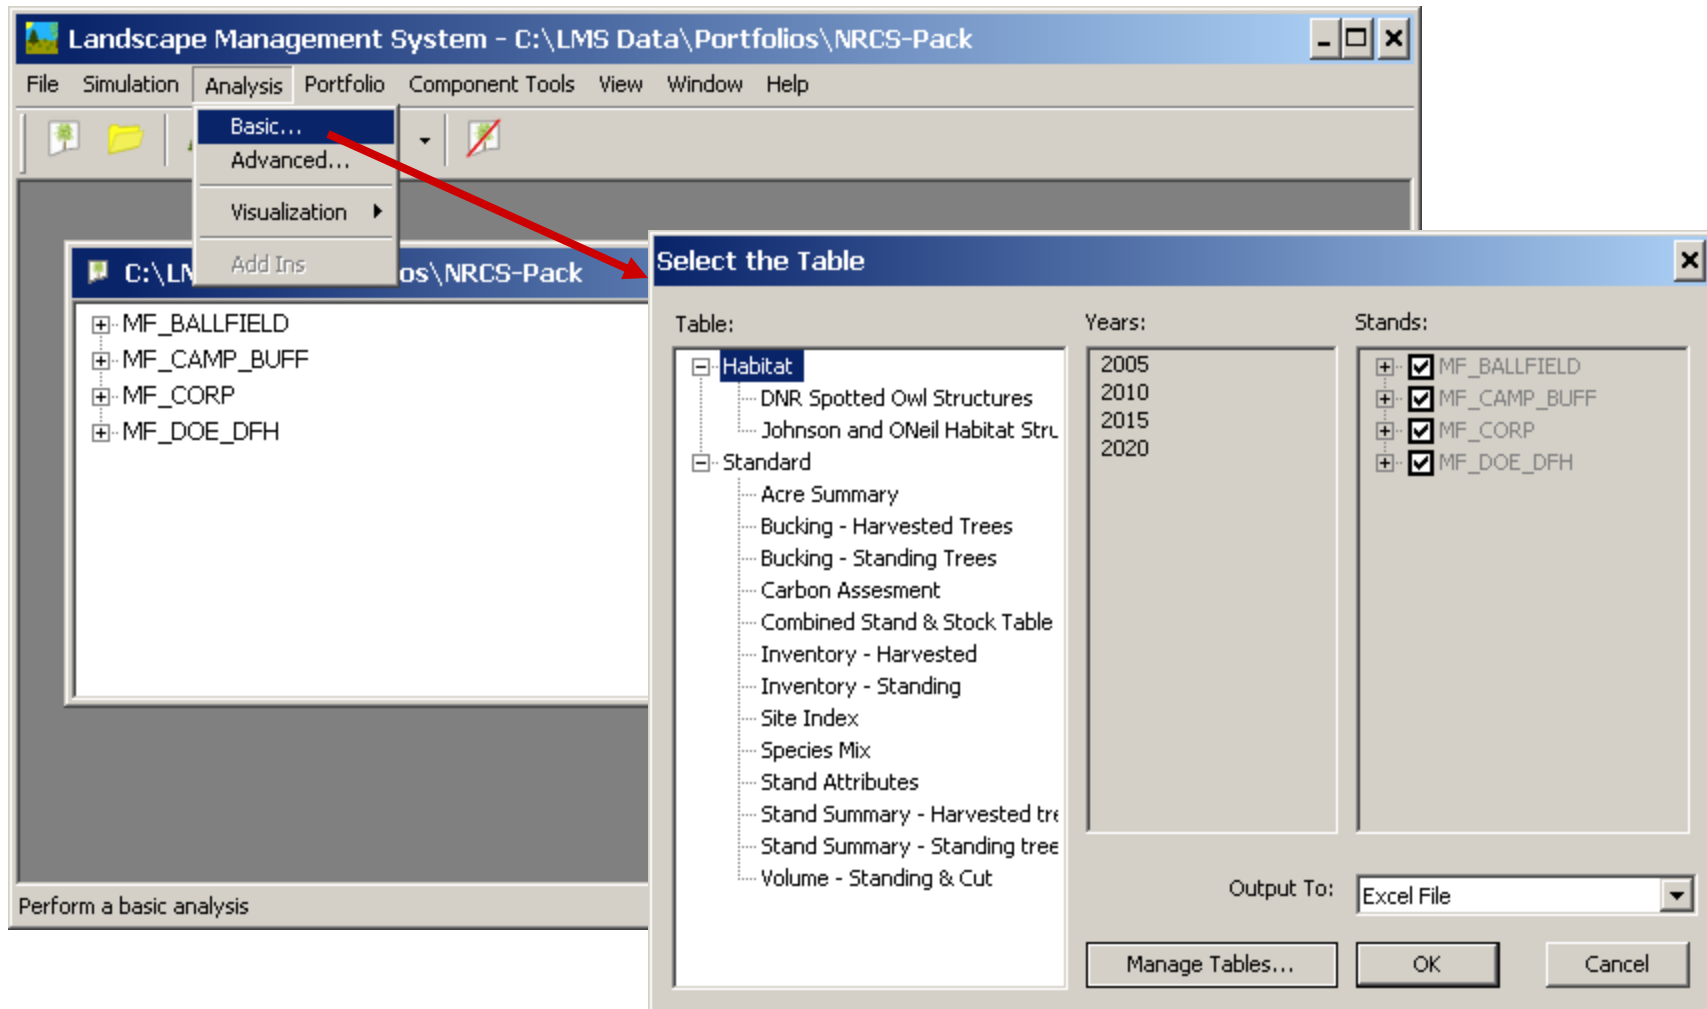 Landscape Management System - C:\LMS Data\Portfolios\NRCS-Pack
File Simulation Analysis Portfolio Component Tools View Window Help
Basic...
Advanced...
Visualization
Add Ins
C:\LM
os\NRCS-Pack
MF_BALLFIELD
MF_CAMP_BUFF
MF_CORP
MF_DOE_DFH
Perform a basic analysis
Select the Table
Table:
Habitat
DNR Spotted Owl Structures
Johnson and ONeil Habitat Stru
Standard
Acre Summary
Bucking - Harvested Trees
Bucking - Standing Trees
Carbon Assesment
Combined Stand & Stock Table
Inventory - Harvested
Inventory - Standing
Site Index
Species Mix
Stand Attributes
Stand Summary - Harvested tre
Stand Summary - Standing tree
Volume - Standing & Cut
Years:
2005
2010
2015
2020
Stands:
MF_BALLFIELD
MF_CAMP_BUFF
MF_CORP
MF_DOE_DFH
Output To:
Excel File
Manage Tables...
OK
Cancel